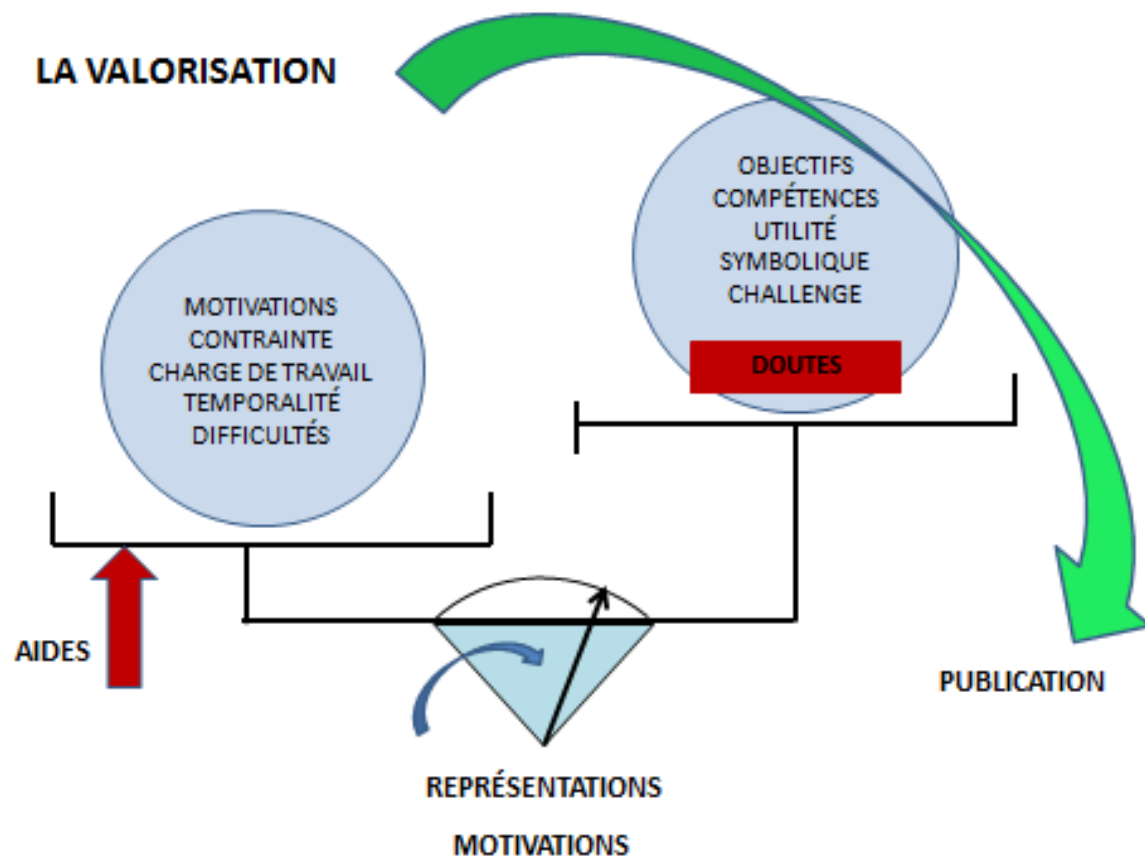 LA VALORISATION
OBJECTIFS
COMPÉTENCES
UTILITÉ
SYMBOLIQUE
CHALLENGE
DOUTES
MOTIVATIONS
CONTRAINTE
CHARGE DE TRAVAIL
TEMPORALITÉ
DIFFICULTÉS
AIDES
PUBLICATION
REPRÉSENTATIONS
MOTIVATIONS